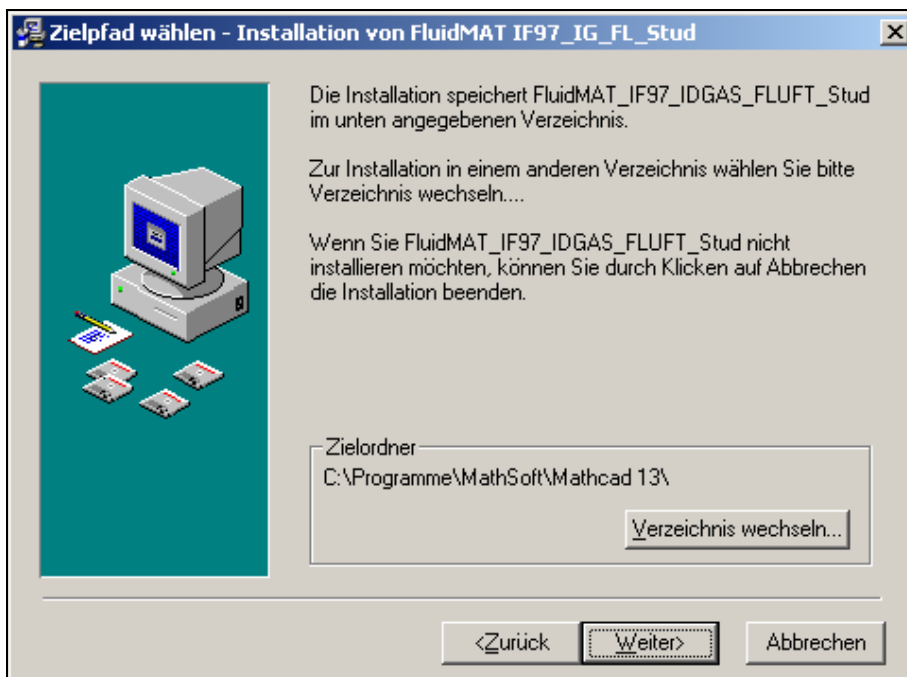 Zielpfad wählen - Installation von FluidMAT IF97_IG_FL_Stud
Die Installation speichert FluidMAT_IF97_IDGAS_FLUFT_Stud
im unten angegebenen Verzeichnis.
Zur Installation in einem anderen Verzeichnis wählen Sie bitte
Verzeichnis wechseln....
Wenn Sie FluidMAT_IF97_IDGAS_FLUFT_Stud nicht
installieren möchten, können Sie durch Klicken auf Abbrechen
die Installation beenden.
Zielordner
C:\Programme\MathSoft\Mathcad 13\
Verzeichnis wechseln...
<Zurück
Weiter>
Abbrechen